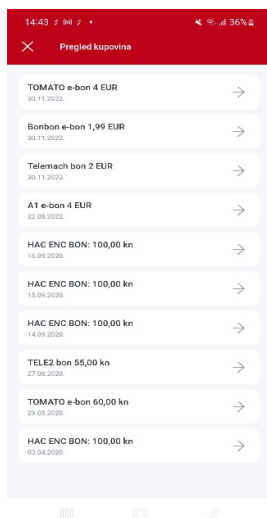 14:43
36%
Pregled kupovina
TOMATO e-bon 4 EUR
30.11.2022.
Bonbon e-bon 1,99 EUR
30.11.2022.
Telemach bon 2 EUR
30.11.2022.
A1 e-bon 4 EUR
22.08.2022.
HAC ENC BON: 100,00 kn
16.09.2020.
HAC ENC BON: 100,00 kn
15.09.2020.
HAC ENC BON: 100,00 kn
14.09.2020.
TELE2 bon 55,00 kn
27.08.2020.
TOMATO e-bon 60,00 kn
29.05.2020.
HAC ENC BON: 100,00 kn
03.04.2020.